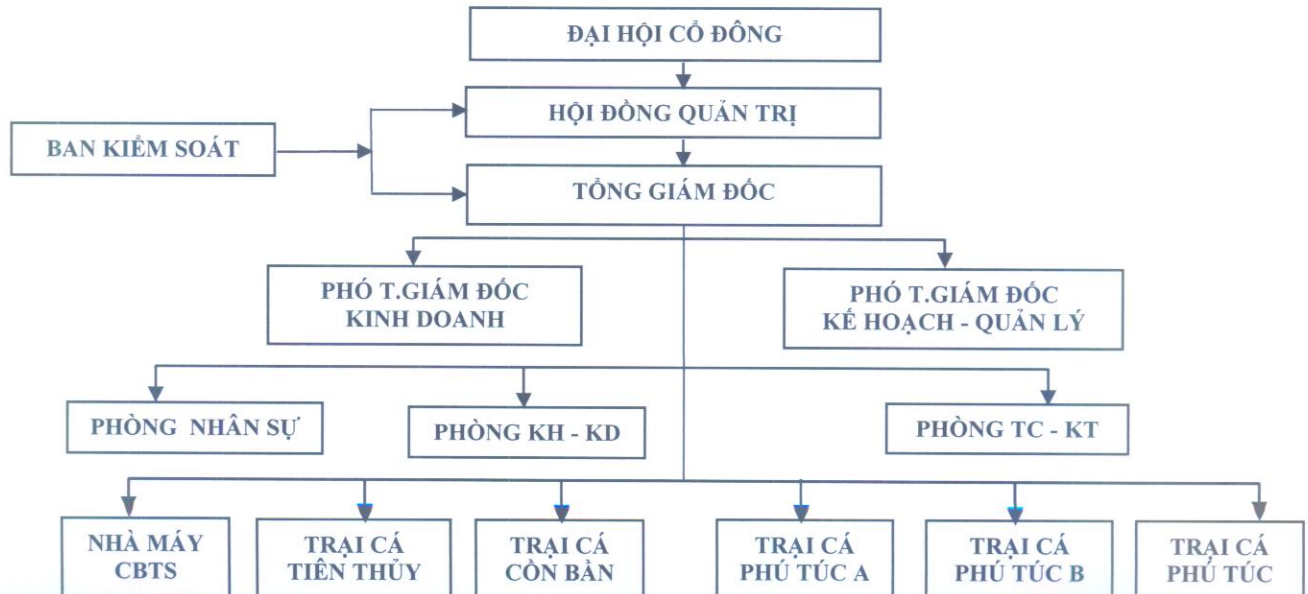 ĐẠI HỘI CỔ ĐÔNG
HỘI ĐỒNG QUẢN TRỊ
BAN KIỂM SOÁT
TỔNG GIÁM ĐỐC
PHÓ T.GIÁM ĐỐC
KINH DOANH
PHÓ T.GIÁM ĐỐC
KẾ HOẠCH - QUẢN LÝ
PHÒNG NHÂN SỰ
PHÒNG KH - KD
PHÒNG TC - KT
NHÀ MÁY
CBTS
TRẠI CÁ
TIÊN THỦY
TRẠI CÁ
CỒN BẦN
TRẠI CÁ
PHÚ TÚC A
TRẠI CÁ
PHÚ TÚC B
TRẠI CÁ
PHÚ TÚC